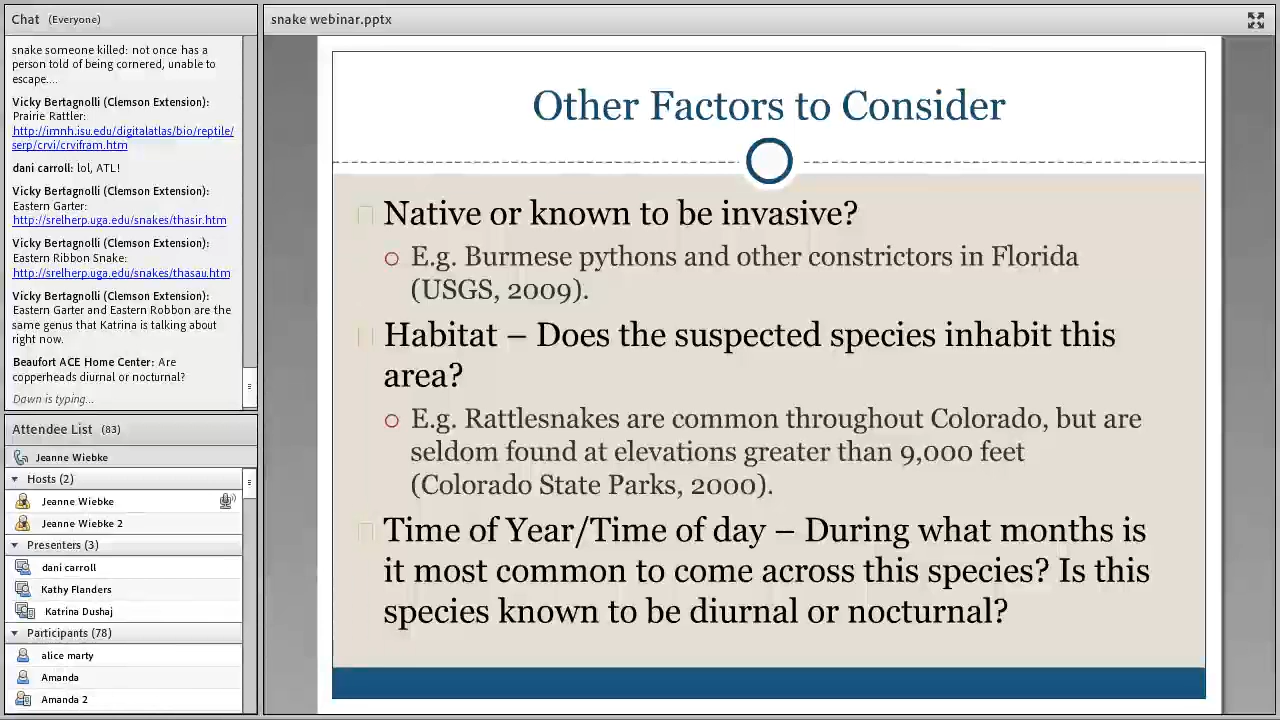 Chat (Everyone)
snake someone killed: not once has a
person told of being cornered, unable to
escape....
Vicky Bertagnolli (Clemson Extension):
Prairie Rattler:
http://imnh.isu.edu/digitalatlas/bio/reptile/
serp/crvi/crvifram.htm
dani carroll: lol, ATL!
Vicky Bertagnolli (Clemson Extension):
Eastern Garter:
http://srelherp.uga.edu/snakes/thasir.htm
Vicky Bertagnolli (Clemson Extension):
Eastern Ribbon Snake:
http://srelherp.uga.edu/snakes/thasau.htm
Vicky Bertagnolli (Clemson Extension):
Eastern Garter and Eastern Robbon are the
same genus that Katrina is talking about
right now.
Beaufort ACE Home Center: Are
copperheads diurnal or nocturnal?
Dawn is typing...
Attendee List (83)
Jeanne Wiebke
Hosts (2)
Jeanne Wiebke
Jeanne Wiebke 2
Presenters (3)
dani carroll
Kathy Flanders
Katrina Dushaj
Participants (78)
alice marty
Amanda
Amanda 2
snake webinar.pptx
Other Factors to Consider
Native or known to be invasive?
E.g. Burmese pythons and other constrictors in Florida
(USGS, 2009).
Habitat – Does the suspected species inhabit this
area?
E.g. Rattlesnakes are common throughout Colorado, but are
seldom found at elevations greater than 9,000 feet
(Colorado State Parks, 2000).
Time of Year/Time of day – During what months is
it most common to come across this species? Is this
species known to be diurnal or nocturnal?